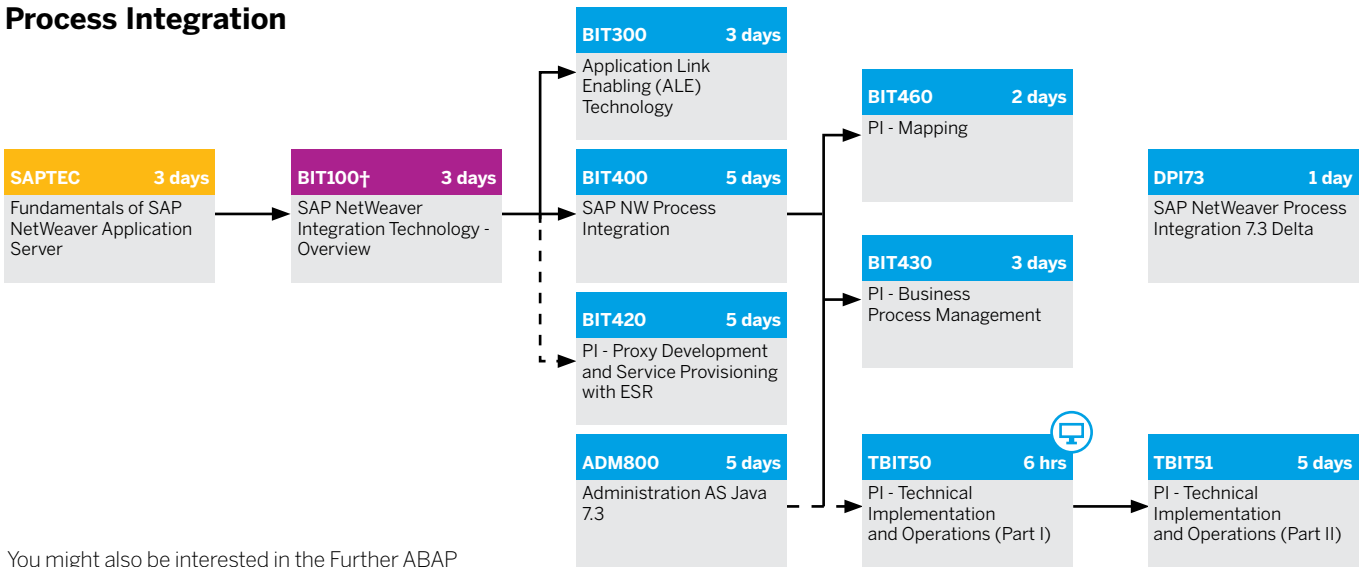 Process Integration
SAPTEC 3 days
Fundamentals of SAP
NetWeaver Application
Server
BIT100† 3 days
SAP NetWeaver
Integration Technology -
Overview
BIT300 3 days
Application Link
Enabling (ALE)
Technology
BIT400 5 days
SAP NW Process
Integration
BIT420 5 days
PI - Proxy Development
and Service Provisioning
with ESR
ADM800 5 days
Administration AS Java
7.3
BIT460 2 days
PI - Mapping
BIT430 3 days
PI - Business
Process Management
TBIT50 6 hrs
PI - Technical
Implementation
and Operations (Part I)
DPI73 1 day
SAP NetWeaver Process
Integration 7.3 Delta
TBIT51 5 days
PI - Technical
Implementation
and Operations (Part II)
You might also be interested in the Further ABAP